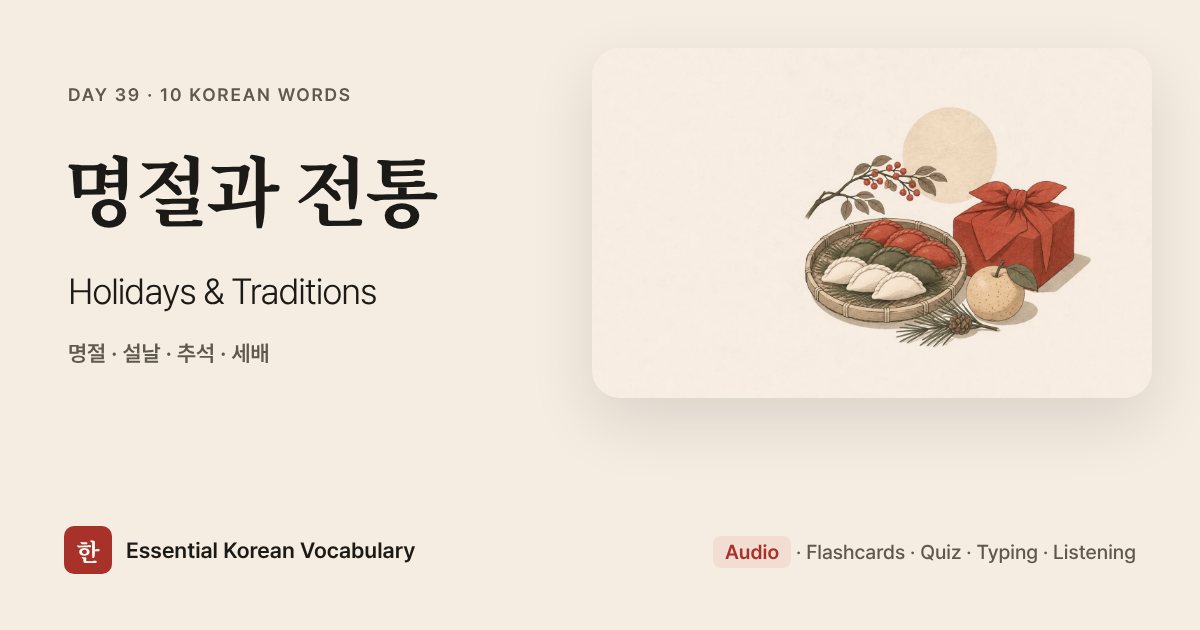 DAY 39 · 10 KOREAN WORDS
명절과 전통
Holidays & Traditions
명절 · 설날 · 추석 · 세배
한 Essential Korean Vocabulary
Audio · Flashcards · Quiz · Typing · Listening